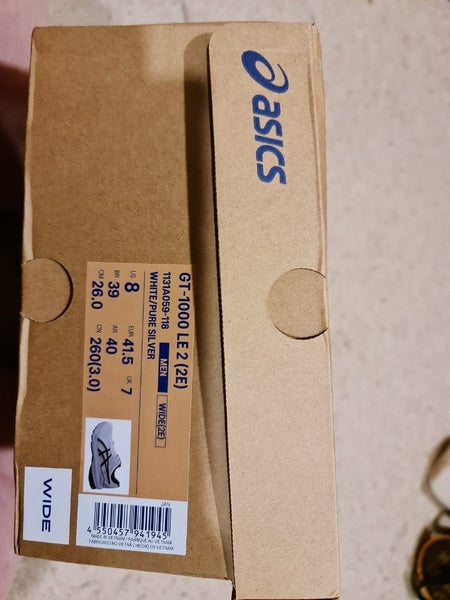 asics
GT-1000 LE 2 (2E)
1131A059-118 MEN WIDE(2E)
WHITE/PURE SILVER
US 8 EUR 41.5 UK 7
BR 39 AR 40
CM 26.0 CN 260(3.0)
JAN
4 550457 941945
MADE IN VIETNAM / FABRIQUÉ AU VIETNAM
FABRICADO NO VIETNÃ / HECHO EN VIETNAM
WIDE